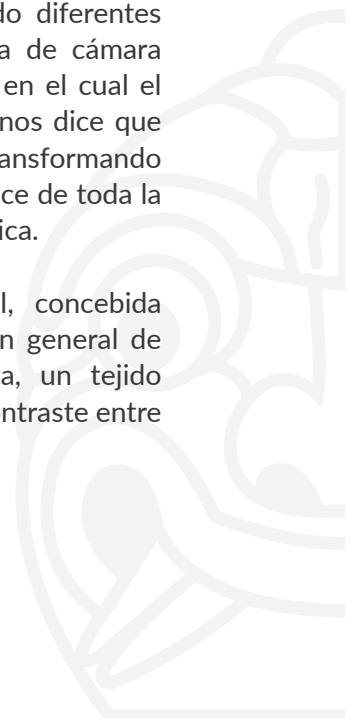 do diferentes
a de cámara
en el cual el
nos dice que
ansformando
ce de toda la
ica.
l, concebida
n general de
a, un tejido
ntraste entre